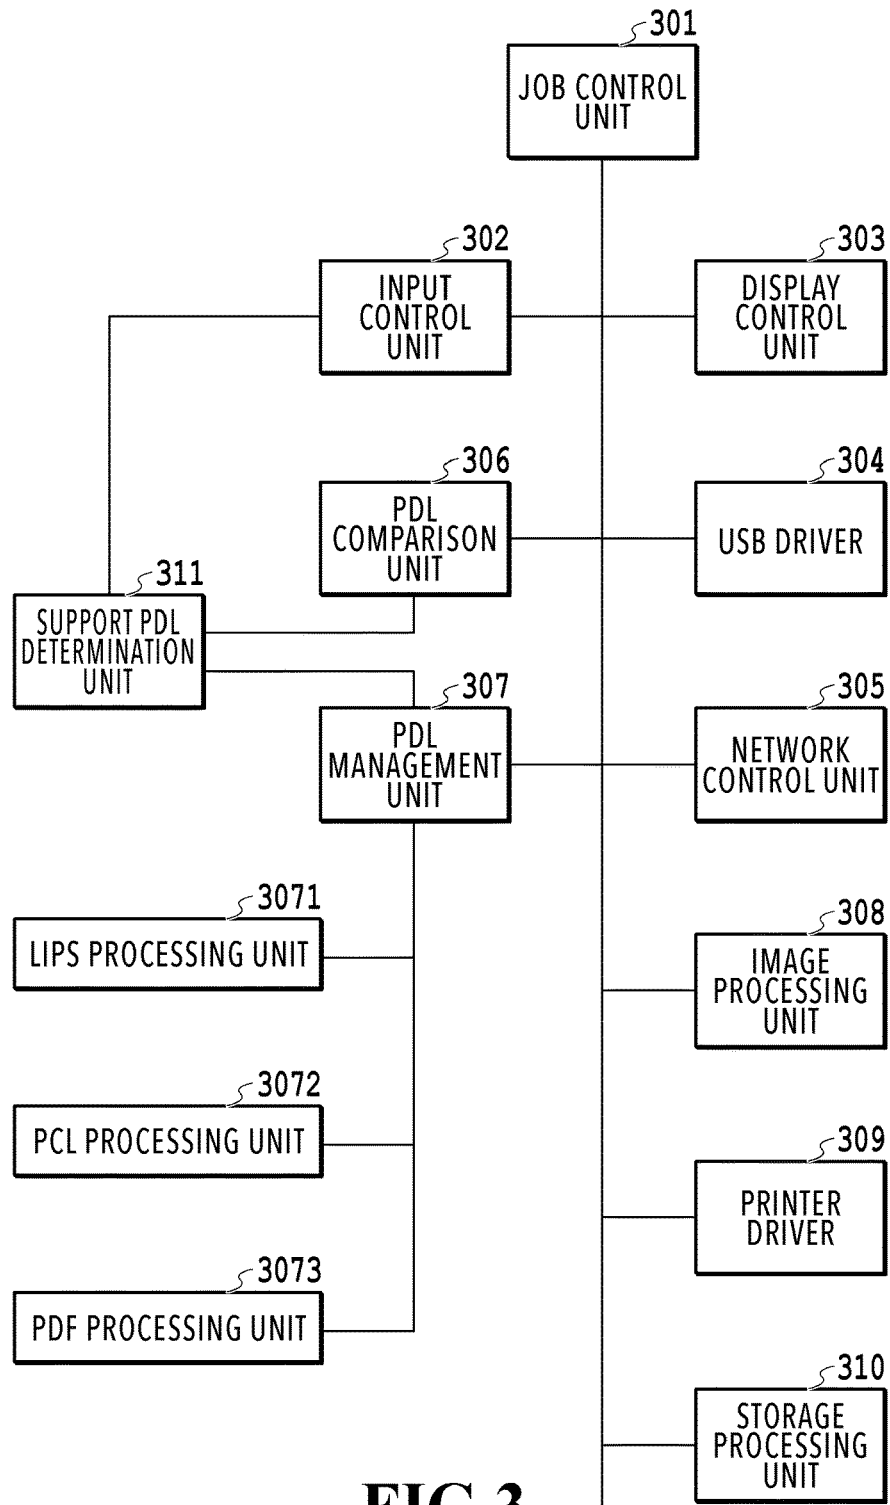 301
JOB CONTROL
UNIT
302
INPUT
CONTROL
UNIT
303
DISPLAY
CONTROL
UNIT
306
PDL
COMPARISON
UNIT
304
USB DRIVER
311
SUPPORT PDL
DETERMINATION
UNIT
307
PDL
MANAGEMENT
UNIT
305
NETWORK
CONTROL UNIT
3071
LIPS PROCESSING UNIT
308
IMAGE
PROCESSING
UNIT
3072
PCL PROCESSING UNIT
309
PRINTER
DRIVER
3073
PDF PROCESSING UNIT
310
STORAGE
PROCESSING
UNIT
FIG.3